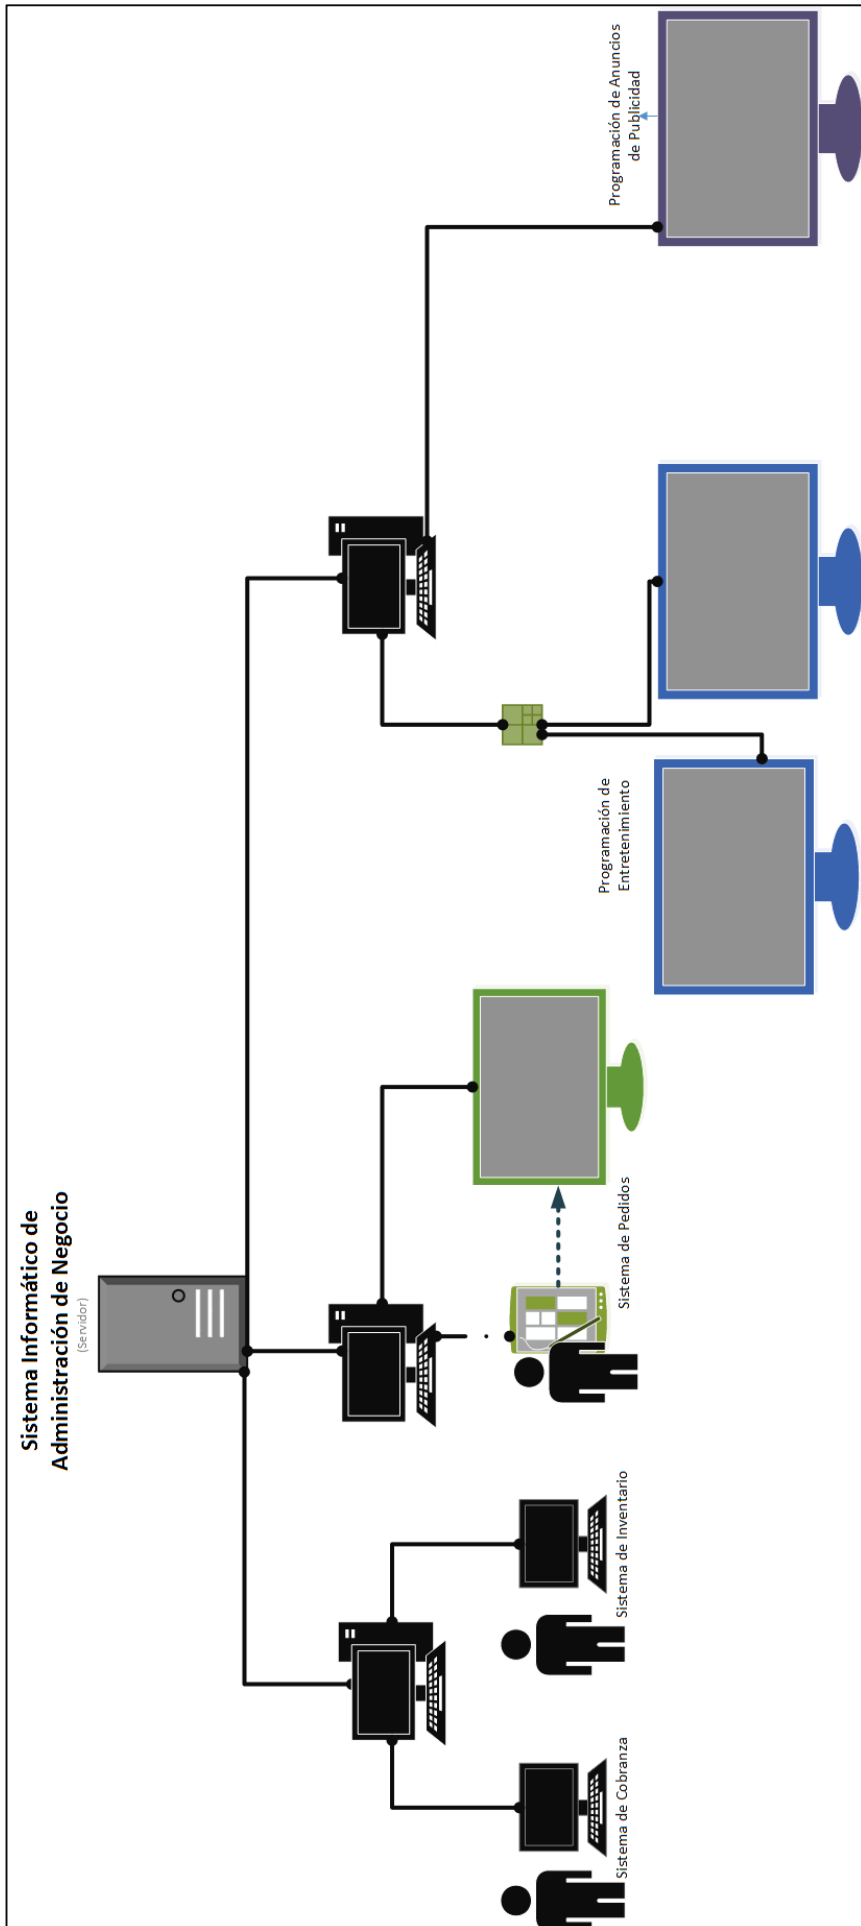 Sistema Informático de
Administración de Negocio
(Servidor)
Sistema de Cobranza
Sistema de Inventario
Sistema de Pedidos
Programación de
Entretenimiento
Programación de Anuncios
de Publicidad